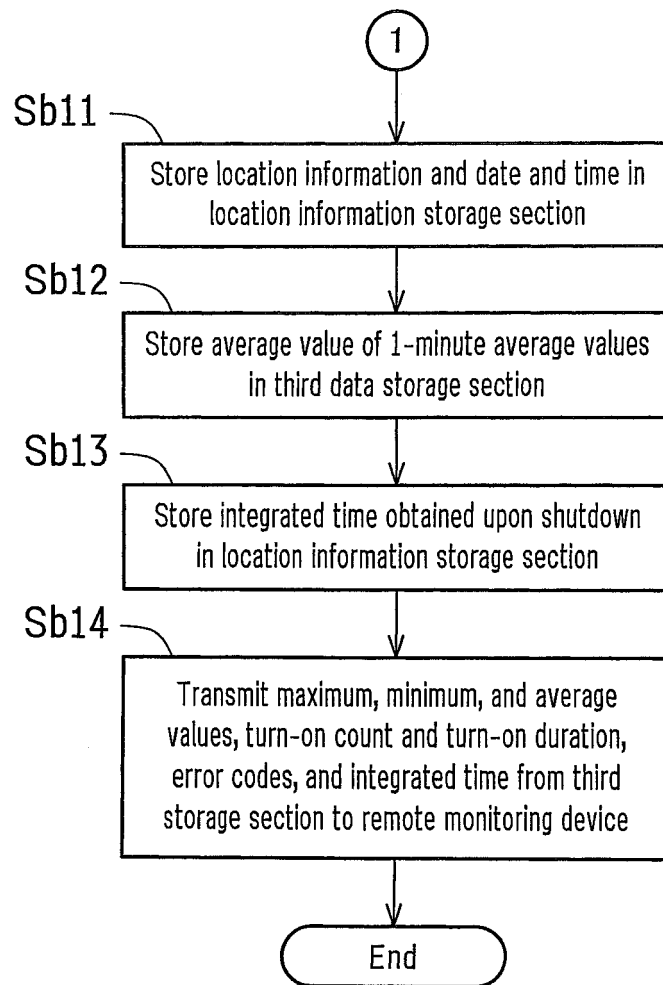 1
Sb11
Store location information and date and time in
location information storage section
Sb12
Store average value of 1-minute average values
in third data storage section
Sb13
Store integrated time obtained upon shutdown
in location information storage section
Sb14
Transmit maximum, minimum, and average
values, turn-on count and turn-on duration,
error codes, and integrated time from third
storage section to remote monitoring device
End